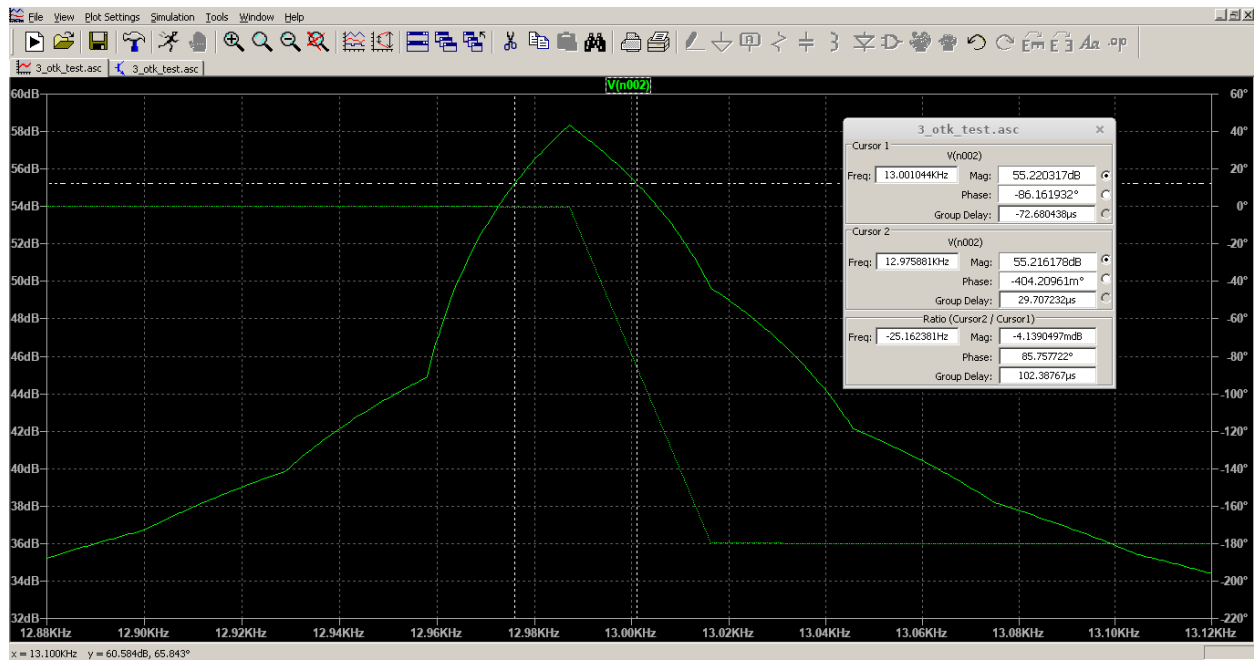 File View Plot Settings Simulation Tools Window Help
3_otk_test.asc 3_otk_test.asc
V(n002)
60dB 60°
58dB 40°
56dB 20°
54dB 0°
52dB -20°
50dB -40°
48dB -60°
46dB -80°
44dB -100°
42dB -120°
40dB -140°
38dB -160°
36dB -180°
34dB -200°
32dB -220°
12.88KHz 12.90KHz 12.92KHz 12.94KHz 12.96KHz 12.98KHz 13.00KHz 13.02KHz 13.04KHz 13.06KHz 13.08KHz 13.10KHz 13.12KHz
3_otk_test.asc
Cursor 1
V(n002)
Freq: 13.001044KHz Mag: 55.220317dB
Phase: -86.161932°
Group Delay: -72.680438µs
Cursor 2
V(n002)
Freq: 12.975881KHz Mag: 55.216178dB
Phase: -404.20961m°
Group Delay: 29.707232µs
Ratio (Cursor2 / Cursor1)
Freq: -25.162381Hz Mag: -4.1390497mdB
Phase: 85.757722°
Group Delay: 102.38767µs
x = 13.100KHz y = 60.584dB, 65.843°